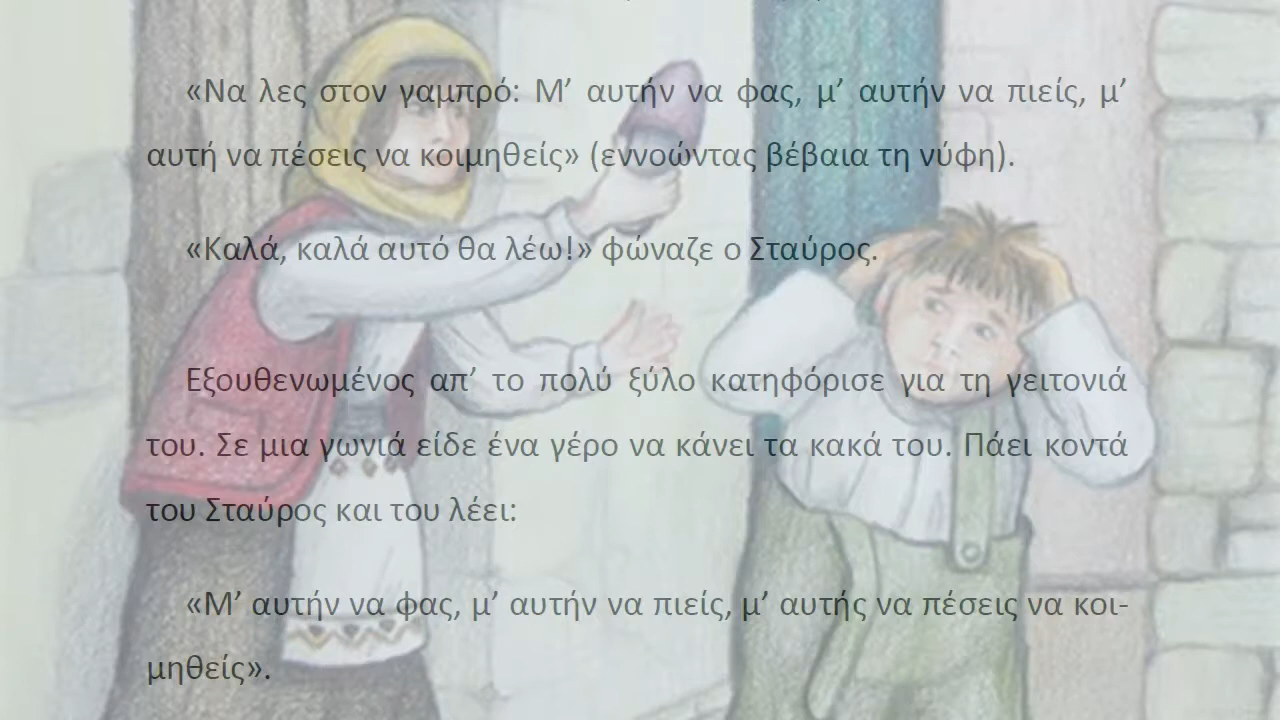 «Να λες στον γαμπρό: Μ’ αυτήν να φας, μ’ αυτήν να πιείς, μ’
αυτή να πέσεις να κοιμηθείς» (εννοώντας βέβαια τη νύφη).
«Καλά, καλά αυτό θα λέω!» φώναζε ο Σταύρος.
Εξουθενωμένος απ’ το πολύ ξύλο κατηφόρισε για τη γειτονιά
του. Σε μια γωνιά είδε ένα γέρο να κάνει τα κακά του. Πάει κοντά
του Σταύρος και του λέει:
«Μ’ αυτήν να φας, μ’ αυτήν να πιείς, μ’ αυτής να πέσεις να κοι-
μηθείς».